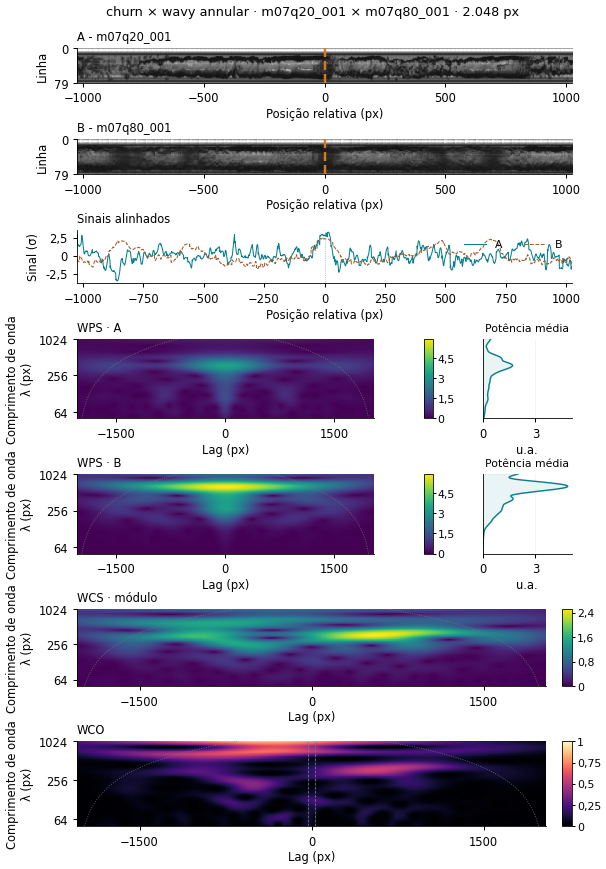 churn × wavy annular · m07q20_001 × m07q80_001 · 2.048 px
A - m07q20_001
0
Linha
79
−1000
−500
0
500
1000
Posição relativa (px)
B - m07q80_001
0
Linha
79
−1000
−500
0
500
1000
Posição relativa (px)
Sinais alinhados
2,5
0
−2,5
Sinal (σ)
A
B
−1000
−750
−500
−250
0
250
500
750
1000
Posição relativa (px)
WPS · A
Comprimento de onda
λ (px)
1024
256
64
−1500
0
1500
Lag (px)
4,5
3
1,5
0
Potência média
0
3
u.a.
WPS · B
Comprimento de onda
λ (px)
1024
256
64
−1500
0
1500
Lag (px)
4,5
3
1,5
0
Potência média
0
3
u.a.
WCS · módulo
Comprimento de onda
λ (px)
1024
256
64
−1500
0
1500
Lag (px)
2,4
1,6
0,8
0
WCO
Comprimento de onda
λ (px)
1024
256
64
−1500
0
1500
Lag (px)
1
0,75
0,5
0,25
0